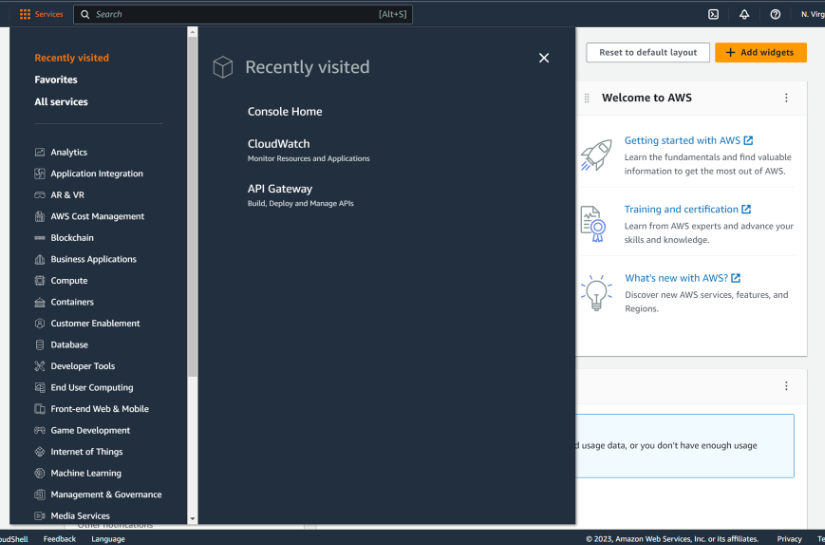 Services
Search
[Alt+S]
N. Virg
Recently visited
Favorites
All services
Analytics
Application Integration
AR & VR
AWS Cost Management
Blockchain
Business Applications
Compute
Containers
Customer Enablement
Database
Developer Tools
End User Computing
Front-end Web & Mobile
Game Development
Internet of Things
Machine Learning
Management & Governance
Media Services
Recently visited
Console Home
CloudWatch
Monitor Resources and Applications
API Gateway
Build, Deploy and Manage APIs
Reset to default layout
Add widgets
Welcome to AWS
Getting started with AWS
Learn the fundamentals and find valuable
information to get the most out of AWS.
Training and certification
Learn from AWS experts and advance your
skills and knowledge.
What's new with AWS?
Discover new AWS services, features, and
Regions.
d usage data, or you don't have enough usage
Other notifications
oudShell
Feedback
Language
© 2023, Amazon Web Services, Inc. or its affiliates.
Privacy
Te